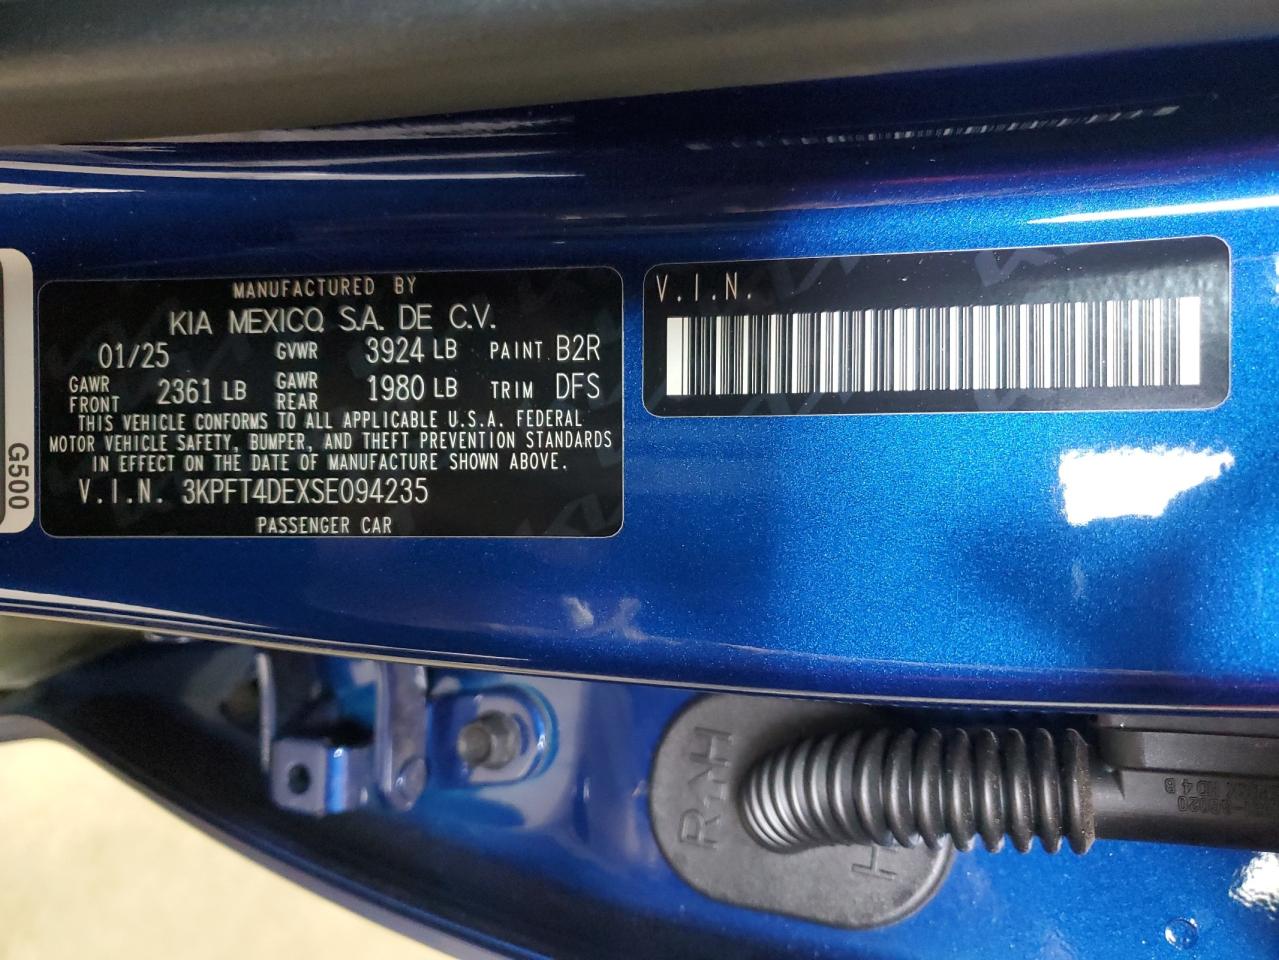 MANUFACTURED BY
KIA MEXICO S.A. DE C.V.
01/25 GVWR 3924 LB PAINT B2R
GAWR FRONT 2361 LB GAWR REAR 1980 LB TRIM DFS
THIS VEHICLE CONFORMS TO ALL APPLICABLE U.S.A. FEDERAL
MOTOR VEHICLE SAFETY, BUMPER, AND THEFT PREVENTION STANDARDS
IN EFFECT ON THE DATE OF MANUFACTURE SHOWN ABOVE.
V.I.N. 3KPFT4DEXSE094235
PASSENGER CAR
V.I.N.
G500
RH